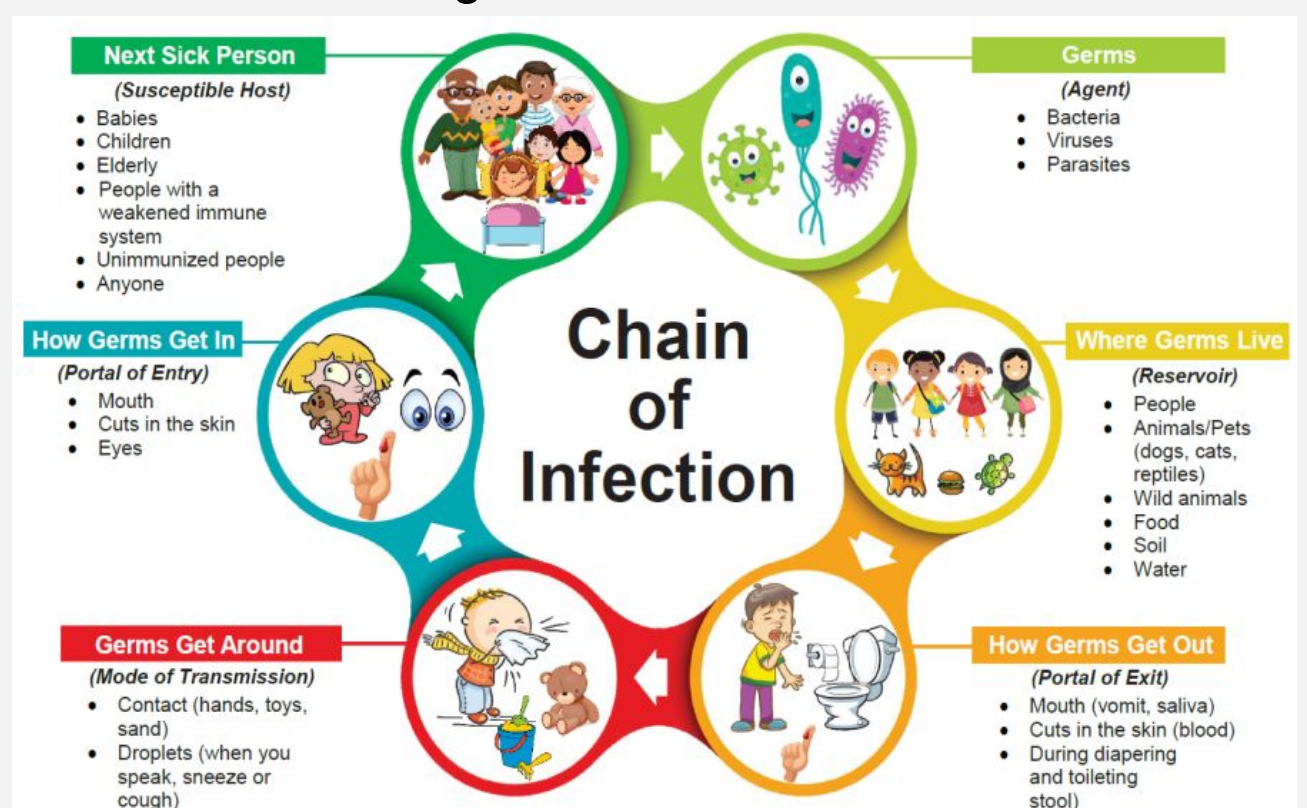 Next Sick Person
(Susceptible Host)
• Babies
• Children
• Elderly
• People with a
weakened immune
system
• Unimmunized people
• Anyone
Germs
(Agent)
• Bacteria
• Viruses
• Parasites
Chain
of
Infection
How Germs Get In
(Portal of Entry)
• Mouth
• Cuts in the skin
• Eyes
Where Germs Live
(Reservoir)
• People
• Animals/Pets
(dogs, cats,
reptiles)
• Wild animals
• Food
• Soil
• Water
Germs Get Around
(Mode of Transmission)
• Contact (hands, toys,
sand)
• Droplets (when you
speak, sneeze or
cough)
How Germs Get Out
(Portal of Exit)
• Mouth (vomit, saliva)
• Cuts in the skin (blood)
• During diapering
and toileting
stool)